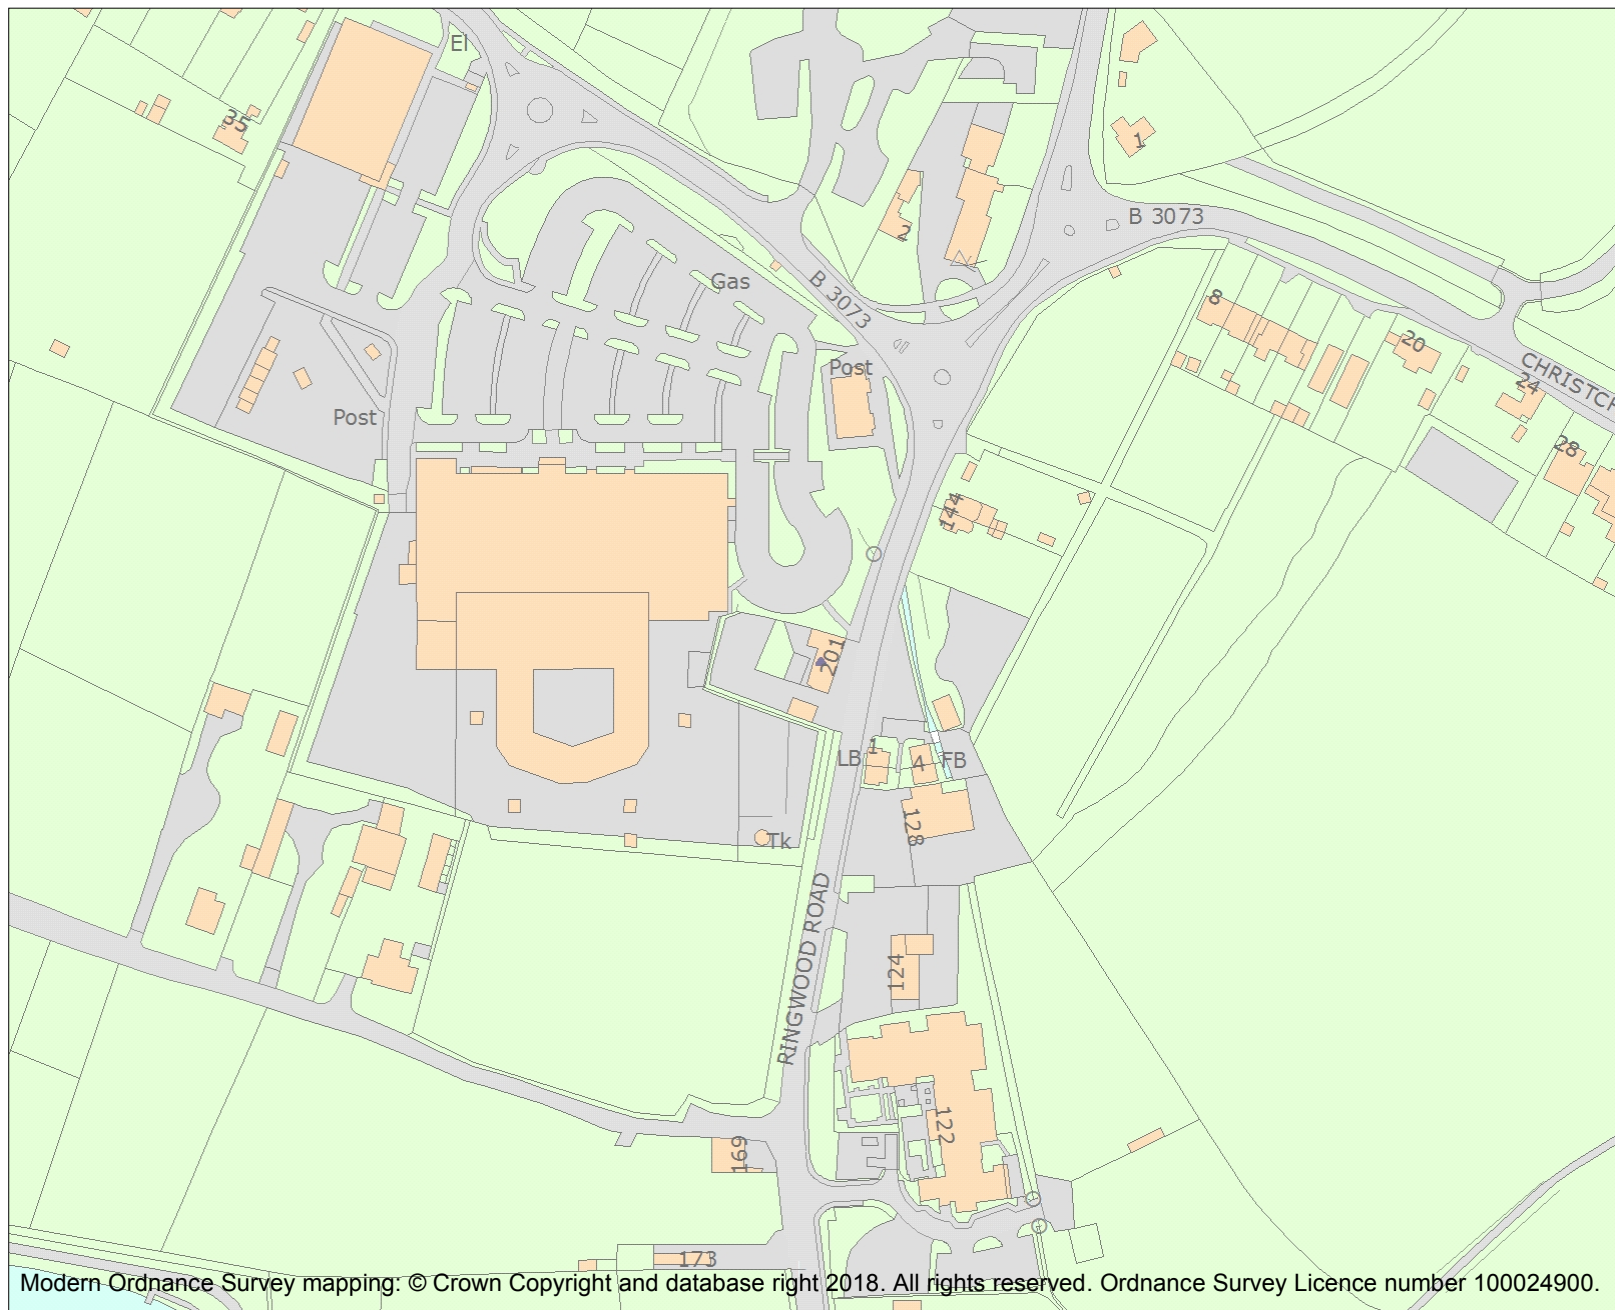 El
35
1
B 3073
2
Gas
B 3073
8
20
Post
CHRISTCH
24
Post
28
144
201
1
LB
4
FB
128
Tk
RINGWOOD ROAD
124
122
169
173
Modern Ordnance Survey mapping: © Crown Copyright and database right 2018. All rights reserved. Ordnance Survey Licence number 100024900.